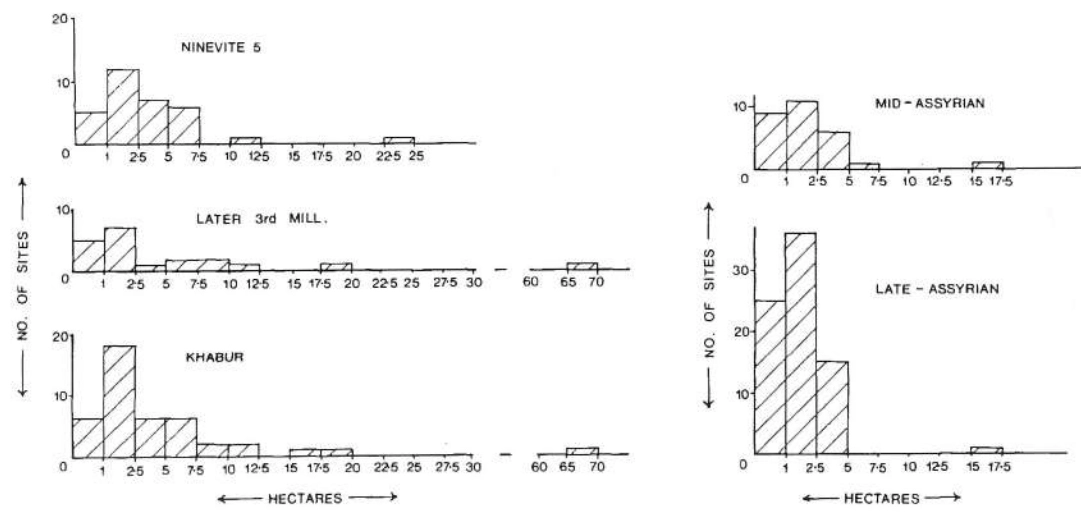 20
NINEVITE 5
10
0
1 2·5 5 7·5 10 12·5 15 17·5 20 22·5 25
10
LATER 3rd MILL.
0
1 2·5 5 7·5 10 12·5 15 17·5 20 22·5 25 27·5 30 60 65 70
20
KHABUR
10
0
1 2·5 5 7·5 10 12·5 15 17·5 20 22·5 25 27·5 30 60 65 70
NO. OF SITES
HECTARES
10
MID-ASSYRIAN
0
1 2·5 5 7·5 10 12·5 15 17·5
30
LATE-ASSYRIAN
20
10
0
1 2·5 5 7·5 10 12·5 15 17·5
NO. OF SITES
HECTARES